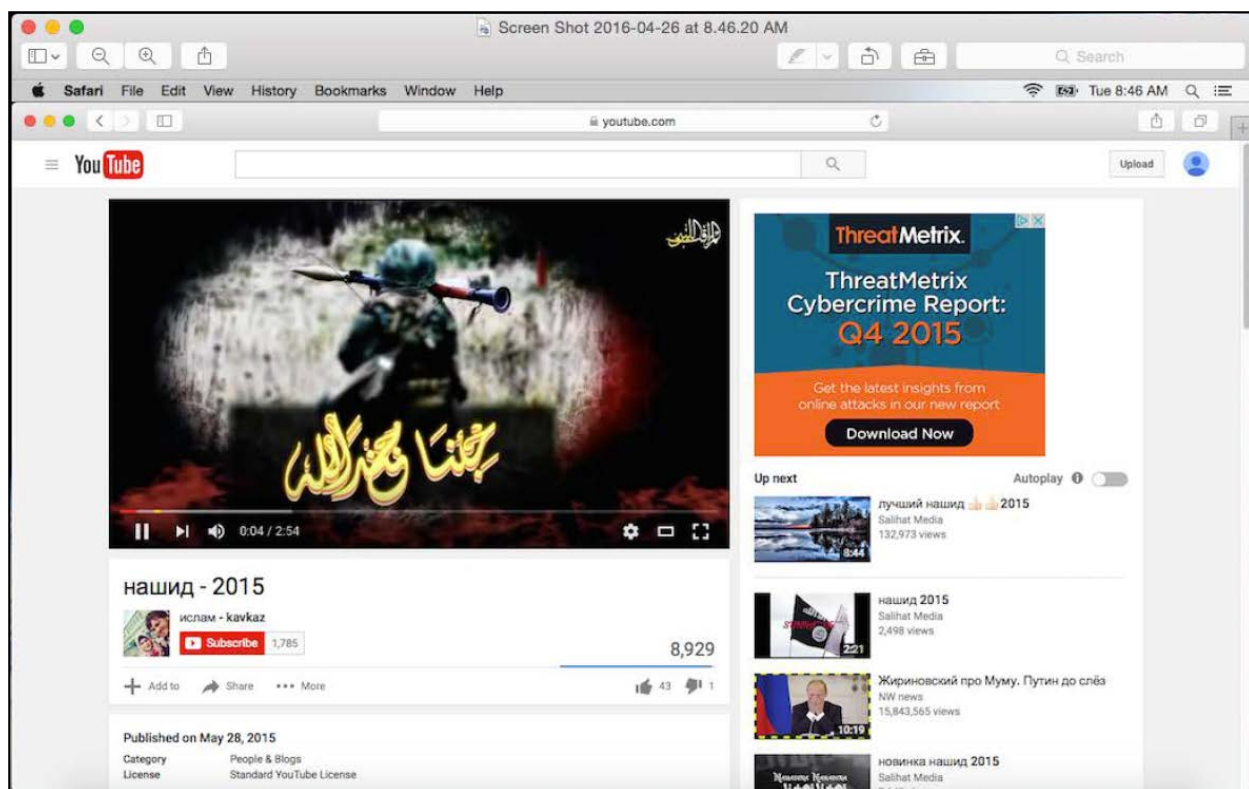 Screen Shot 2016-04-26 at 8.46.20 AM
Search
Safari File Edit View History Bookmarks Window Help
Tue 8:46 AM
youtube.com
YouTube
Upload
0:04 / 2:54
нашид - 2015
ислам - kavkaz
Subscribe 1,785
8,929
Add to Share More
43 1
Published on May 28, 2015
Category People & Blogs
License Standard YouTube License
ThreatMetrix.
ThreatMetrix
Cybercrime Report:
Q4 2015
Get the latest insights from
online attacks in our new report
Download Now
Up next
Autoplay
лучший нашид 👍🏻👍🏻2015
Salihat Media
132,973 views
8:44
нашид 2015
Salihat Media
2,498 views
2:21
Жириновский про Муму. Путин до слёз
NW news
15,843,565 views
10:19
новинка нашид 2015
Salihat Media